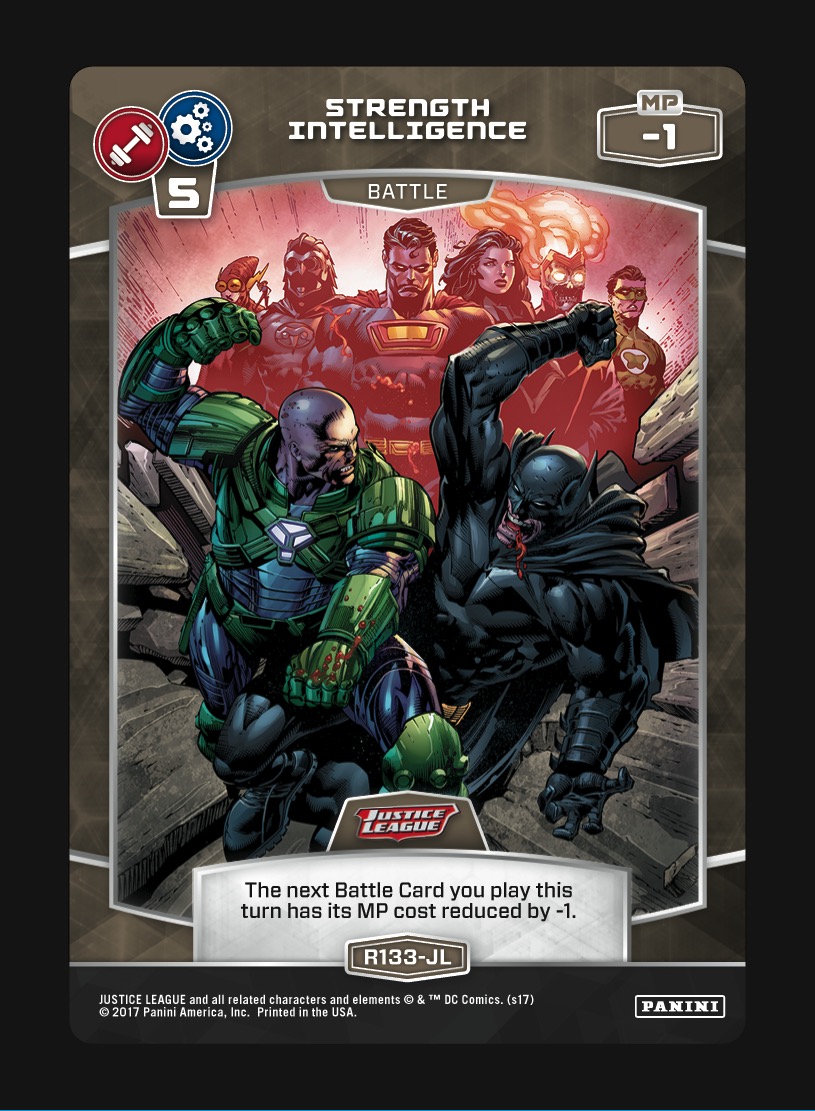 STRENGTH
INTELLIGENCE
MP
-1
5
BATTLE
JUSTICE
LEAGUE
The next Battle Card you play this
turn has its MP cost reduced by -1.
R133-JL
JUSTICE LEAGUE and all related characters and elements © & ™ DC Comics. (s17)
© 2017 Panini America, Inc. Printed in the USA.
PANINI